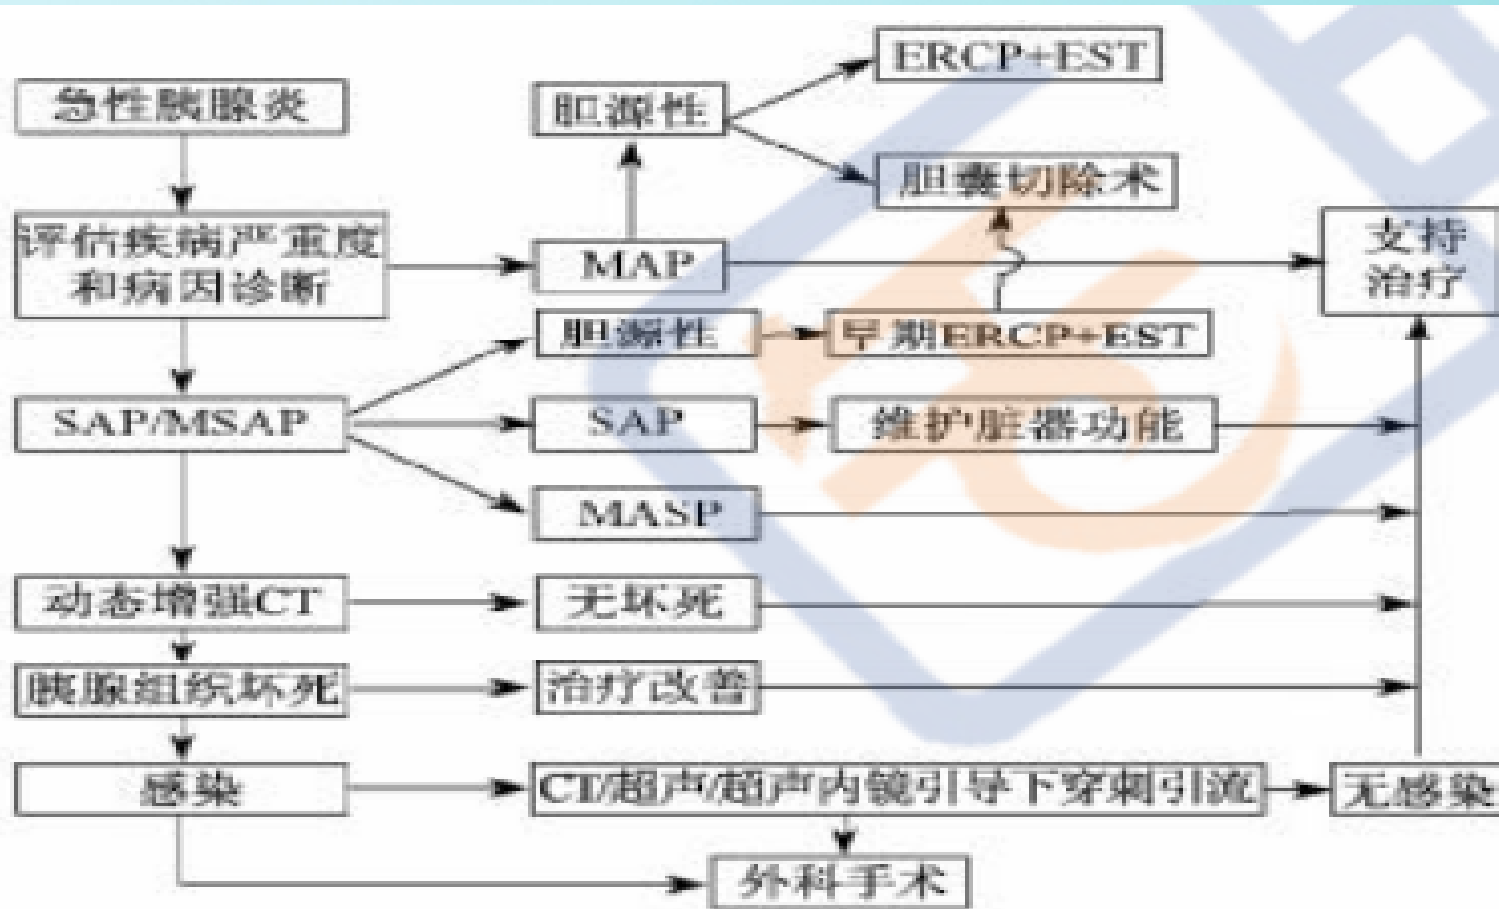 急性胰腺炎
评估疾病严重度
和病因诊断
SAP/MSAP
动态增强CT
胰腺组织坏死
感染
胆源性
MAP
胆源性
SAP
MASP
无坏死
治疗改善
CT/超声/超声内镜引导下穿刺引流
外科手术
ERCP+EST
胆囊切除术
早期ERCP+EST
维护脏器功能
支持
治疗
无感染